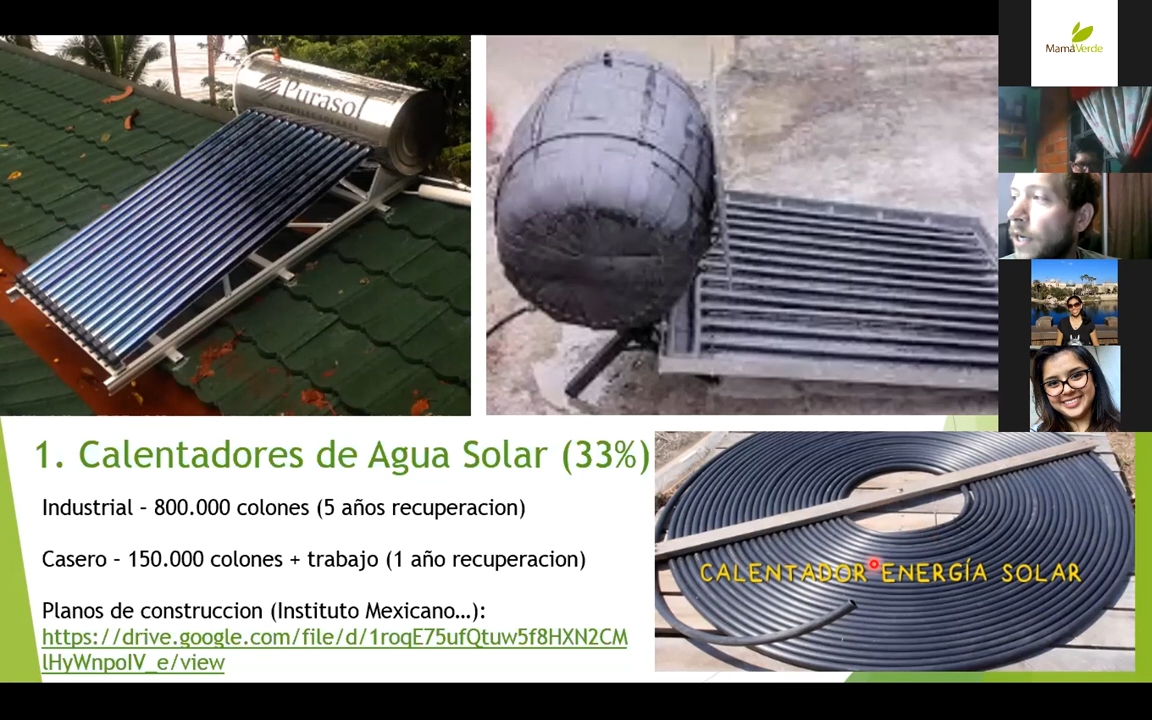 Purasol
MamáVerde
1. Calentadores de Agua Solar (33%)
Industrial – 800.000 colones (5 años recuperacion)
Casero – 150.000 colones + trabajo (1 año recuperacion)
Planos de construccion (Instituto Mexicano…):
https://drive.google.com/file/d/1roqE75ufQtuw5f8HXN2CM
lHyWnpoIV_e/view
CALENTADOR ENERGÍA SOLAR